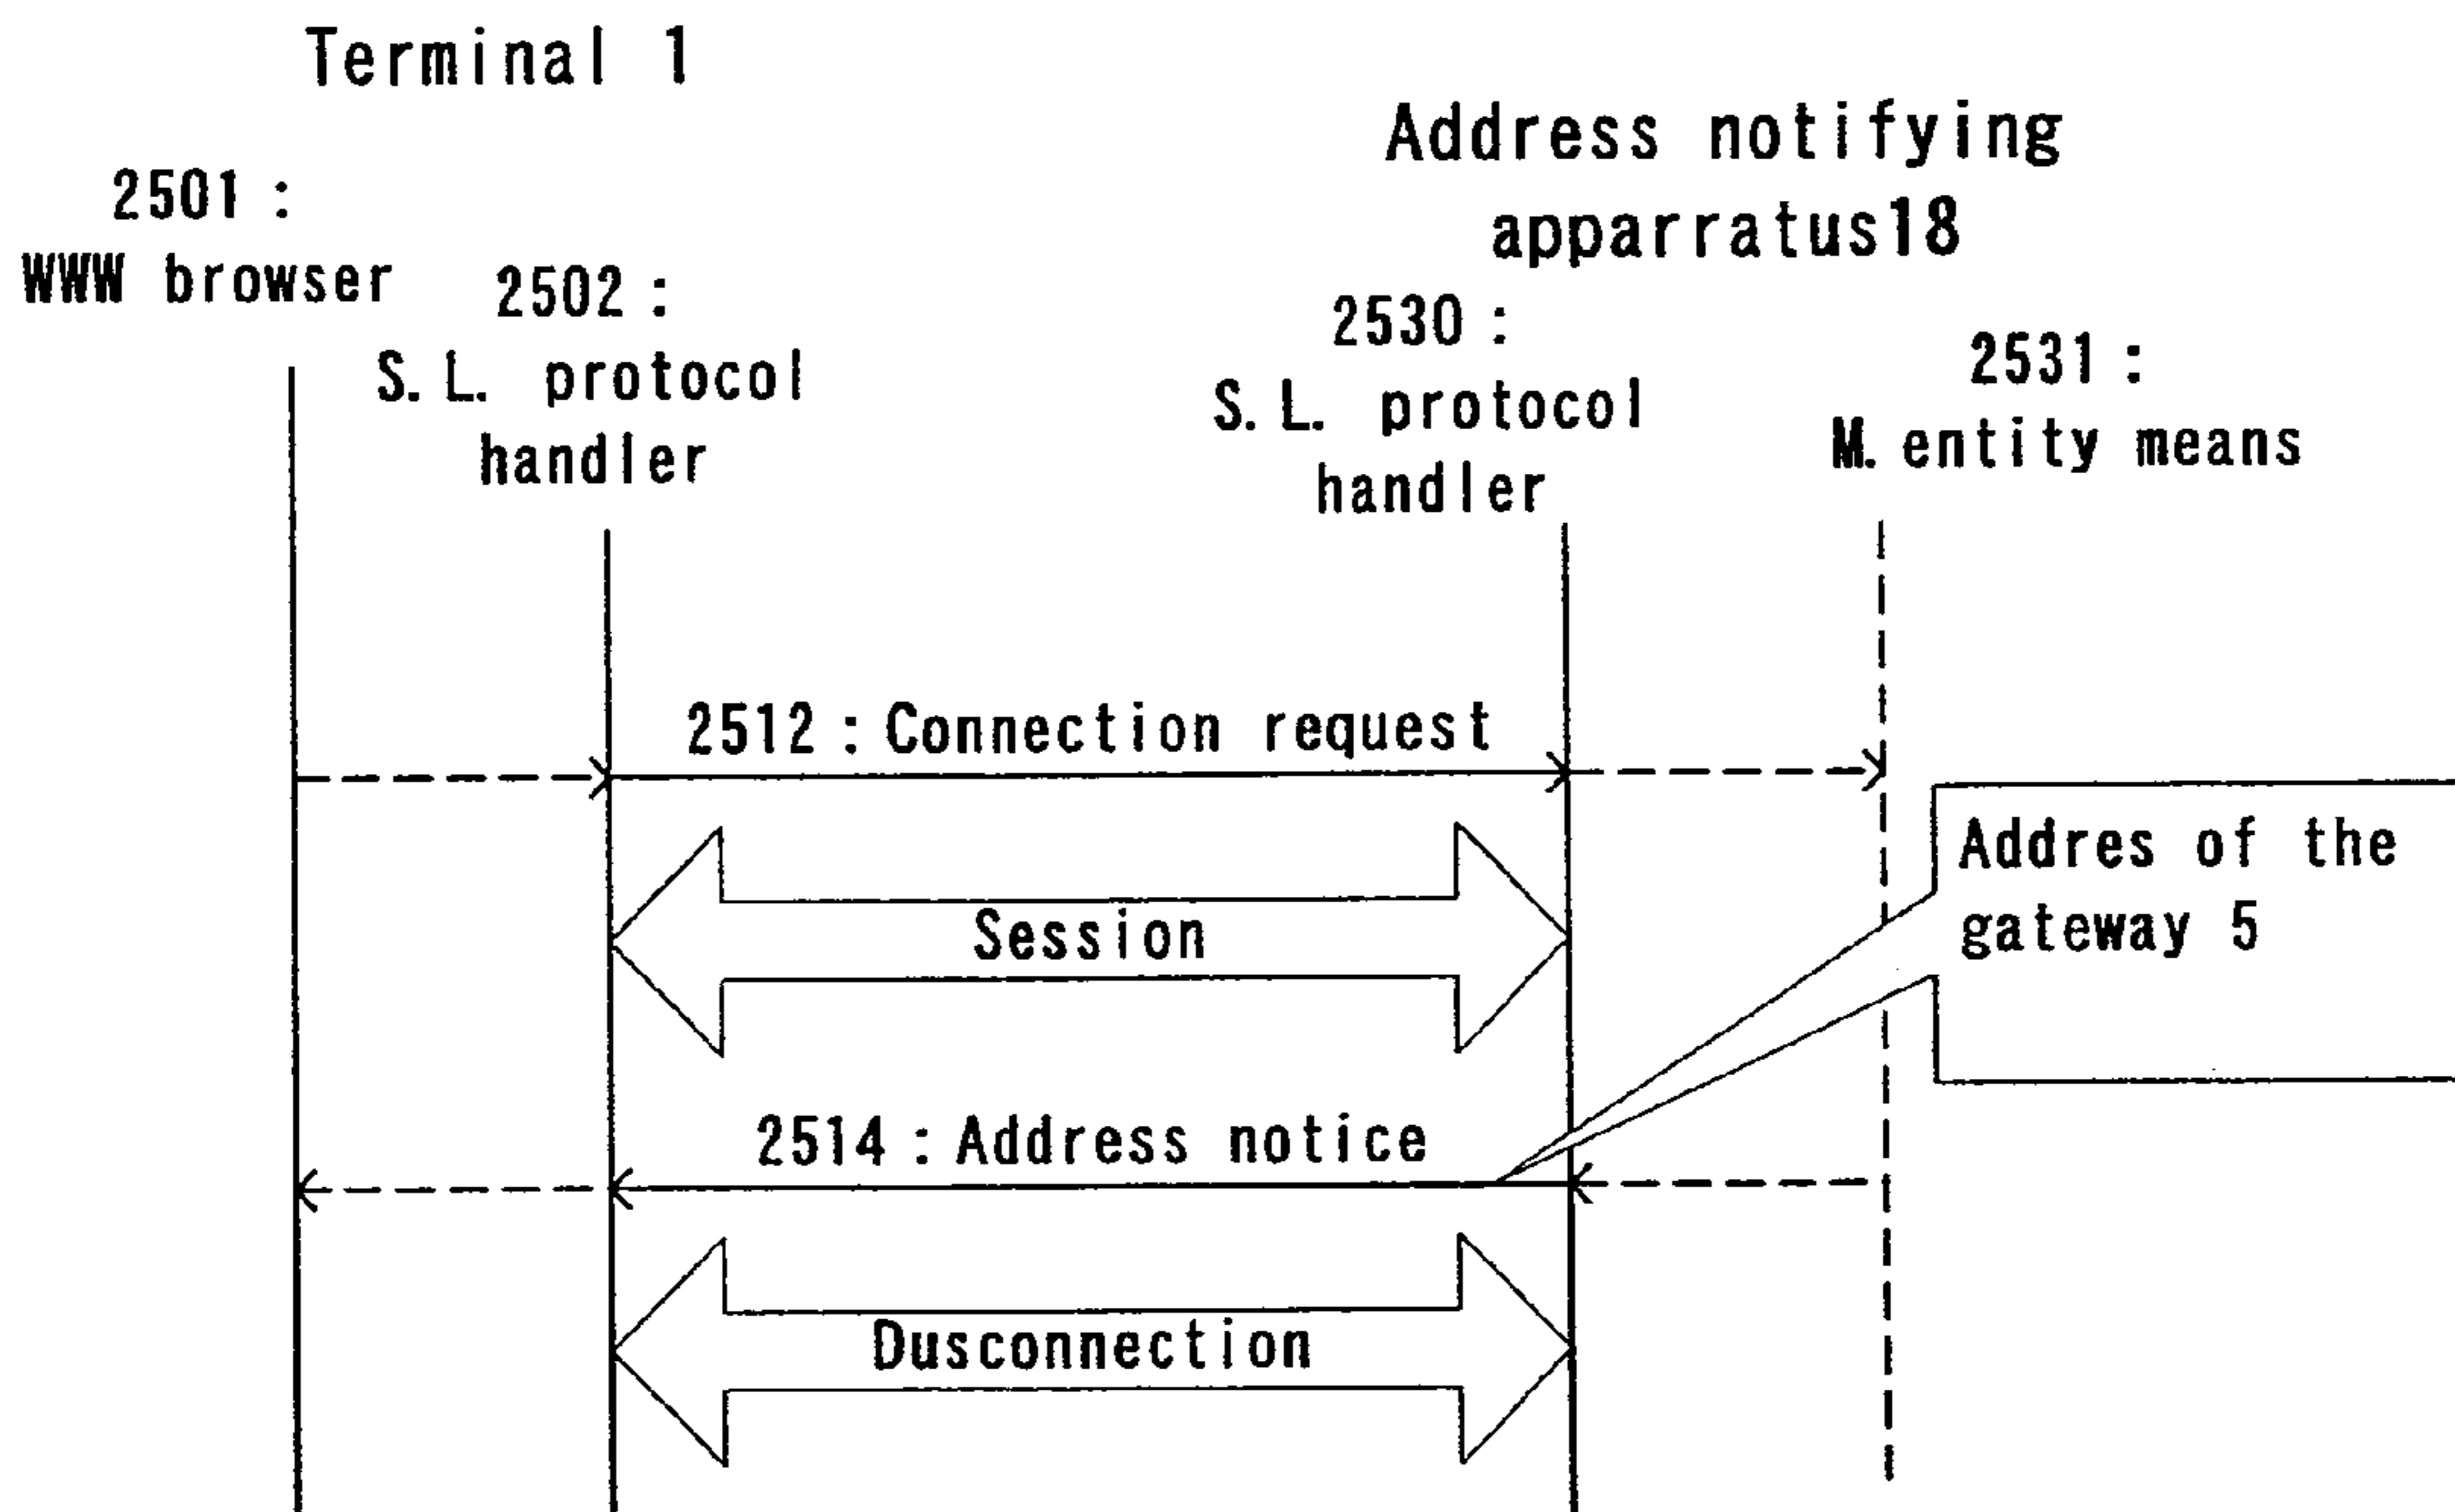 Terminal 1
Address notifying
apparratus18
2501 :
WWW browser
2502 :
S. L. protocol
handler
2530 :
S. L. protocol
handler
2531 :
M. entity means
2512 : Connection request
Addres of the
gateway 5
Session
2514 : Address notice
Dusconnection